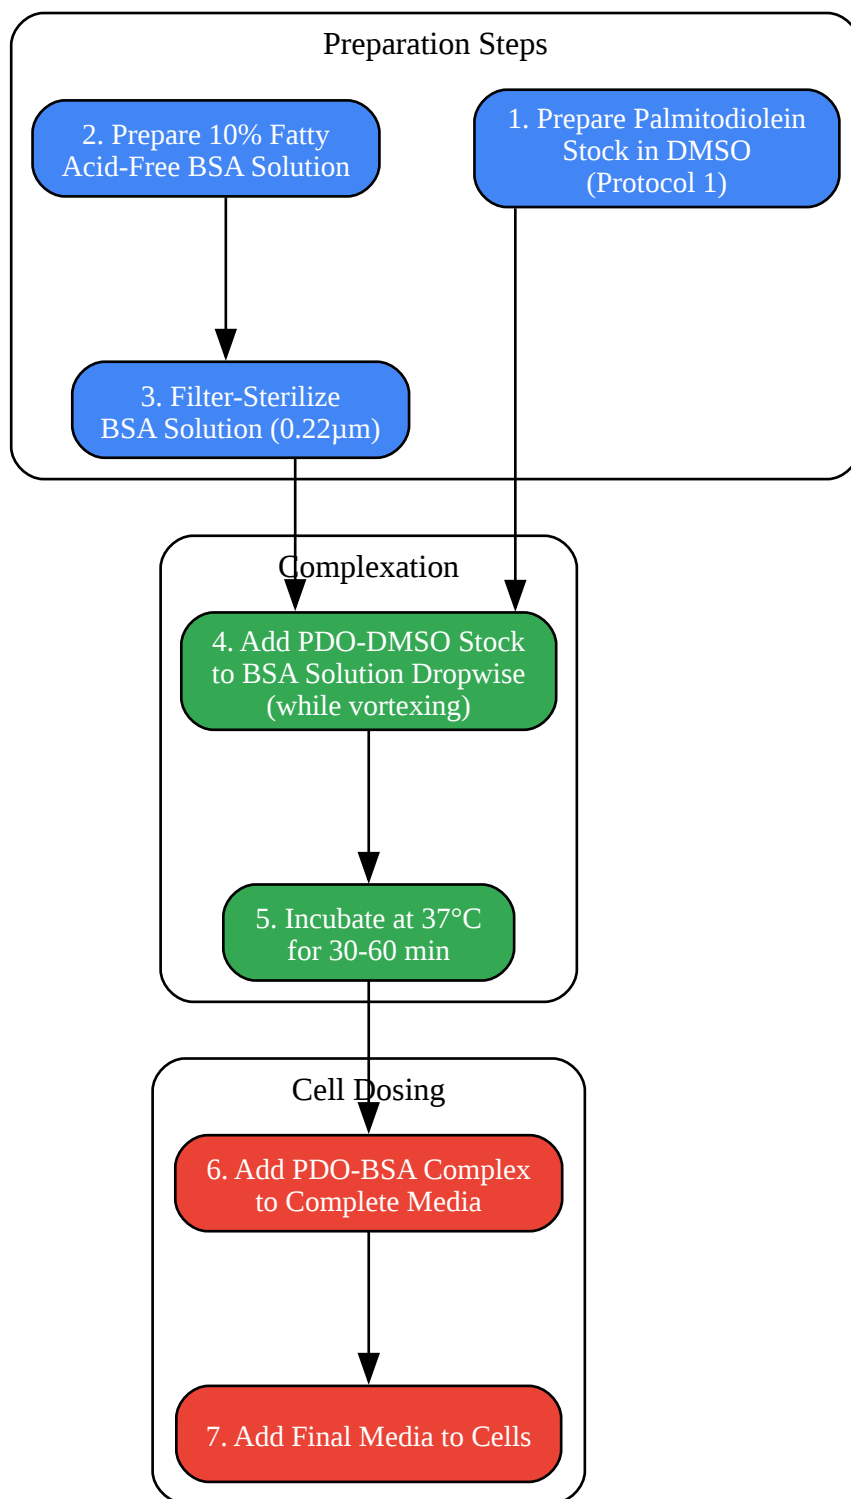 Preparation Steps
2. Prepare 10% Fatty
Acid-Free BSA Solution
1. Prepare Palmitodiolein
Stock in DMSO
(Protocol 1)
3. Filter-Sterilize
BSA Solution (0.22µm)
Complexation
4. Add PDO-DMSO Stock
to BSA Solution Dropwise
(while vortexing)
5. Incubate at 37°C
for 30-60 min
Cell Dosing
6. Add PDO-BSA Complex
to Complete Media
7. Add Final Media to Cells